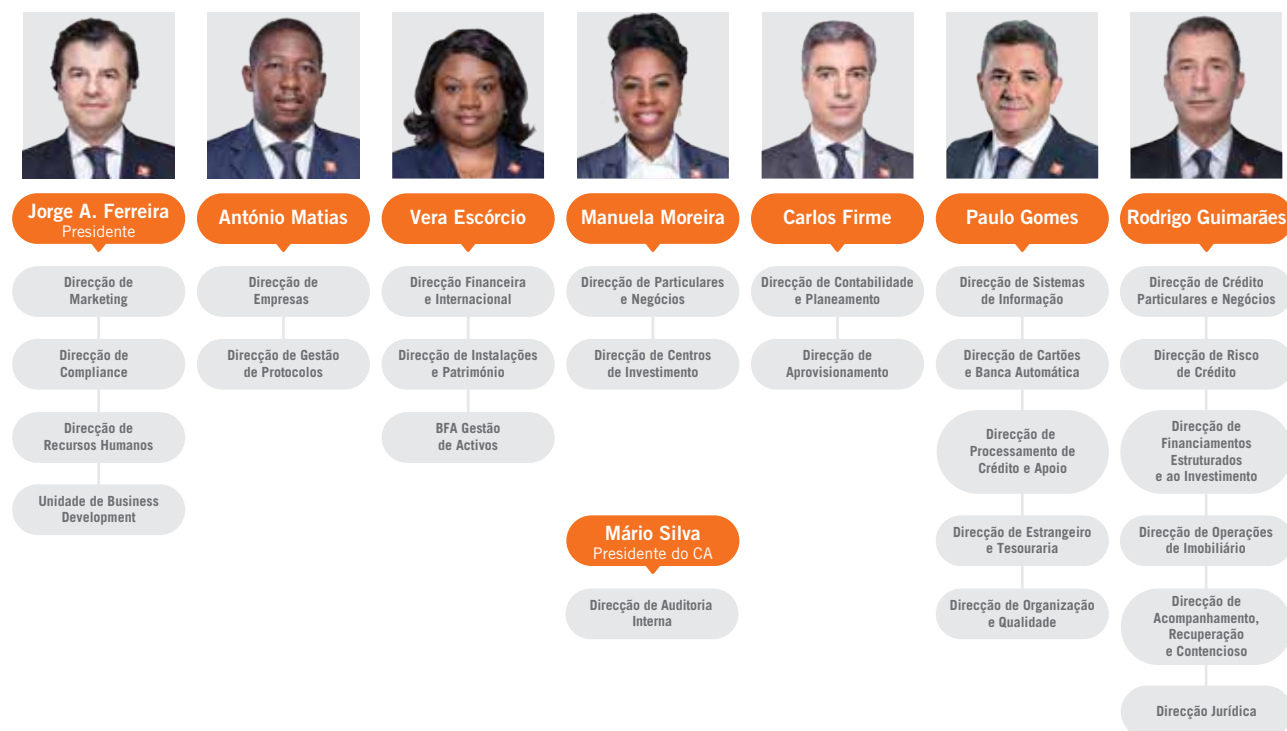 Jorge A. Ferreira
Presidente
Direcção de
Marketing
Direcção de
Compliance
Direcção de
Recursos Humanos
Unidade de Business
Development
António Matias
Direcção de
Empresas
Direcção de Gestão
de Protocolos
Vera Escórcio
Direcção Financeira
e Internacional
Direcção de Instalações
e Património
BFA Gestão
de Activos
Manuela Moreira
Direcção de Particulares
e Negócios
Direcção de Centros
de Investimento
Mário Silva
Presidente do CA
Direcção de Auditoria
Interna
Carlos Firme
Direcção de Contabilidade
e Planeamento
Direcção de
Aprovisionamento
Paulo Gomes
Direcção de Sistemas
de Informação
Direcção de Cartões
e Banca Automática
Direcção de
Processamento de
Crédito e Apoio
Direcção de Estrangeiro
e Tesouraria
Direcção de Organização
e Qualidade
Rodrigo Guimarães
Direcção de Crédito
Particulares e Negócios
Direcção de Risco
de Crédito
Direcção de
Financiamentos
Estruturados
e ao Investimento
Direcção de Operações
de Imobiliário
Direcção de
Acompanhamento,
Recuperação
e Contencioso
Direcção Jurídica